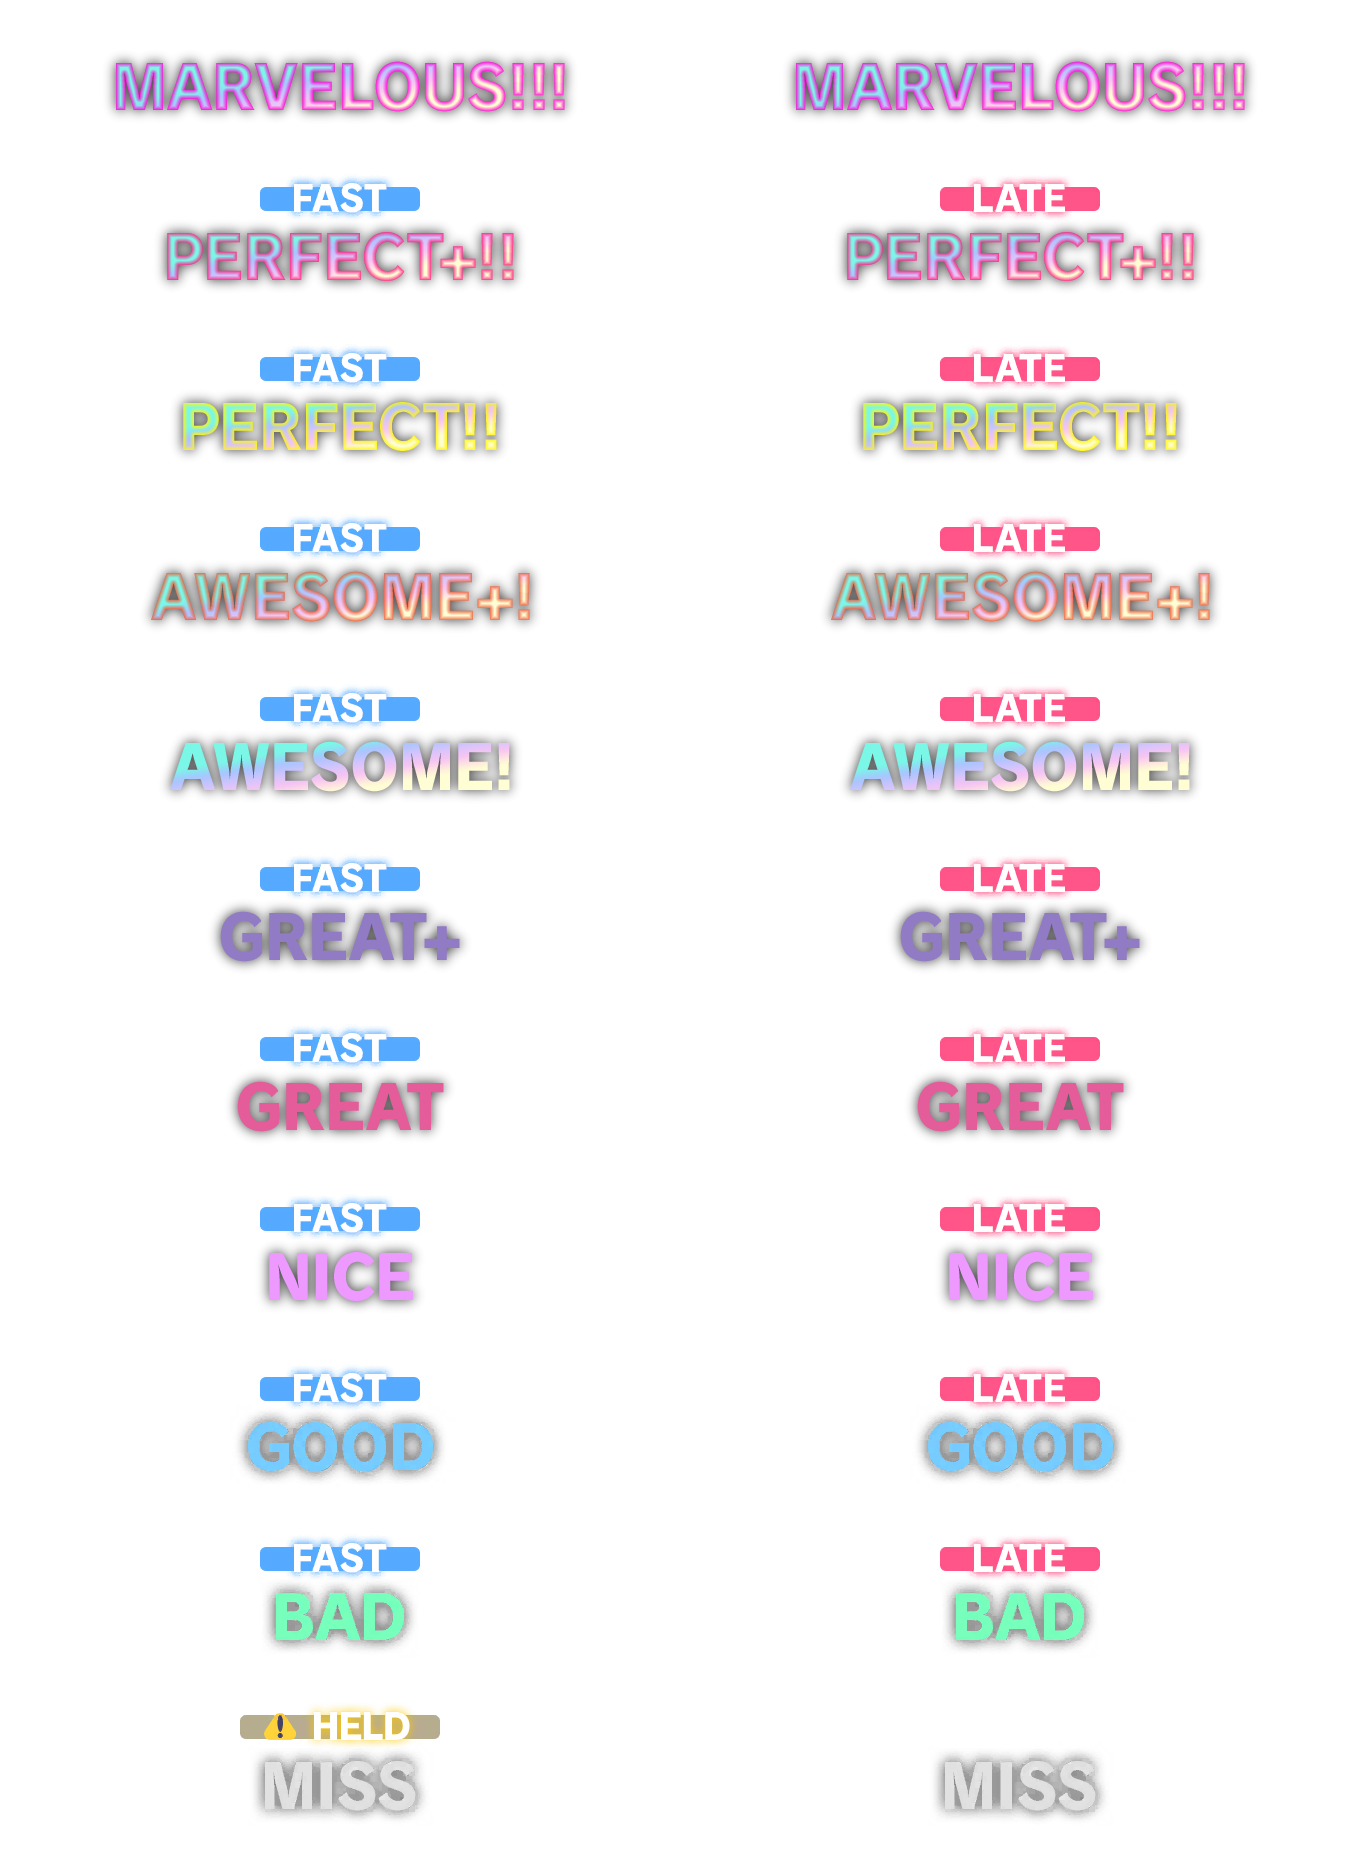 MARVELOUS!!! MARVELOUS!!!
FAST LATE
PERFECT+!! PERFECT+!!
FAST LATE
PERFECT!! PERFECT!!
FAST LATE
AWESOME+! AWESOME+!
FAST LATE
AWESOME! AWESOME!
FAST LATE
GREAT+ GREAT+
FAST LATE
GREAT GREAT
FAST LATE
NICE NICE
FAST LATE
GOOD GOOD
FAST LATE
BAD BAD
⚠ HELD
MISS MISS